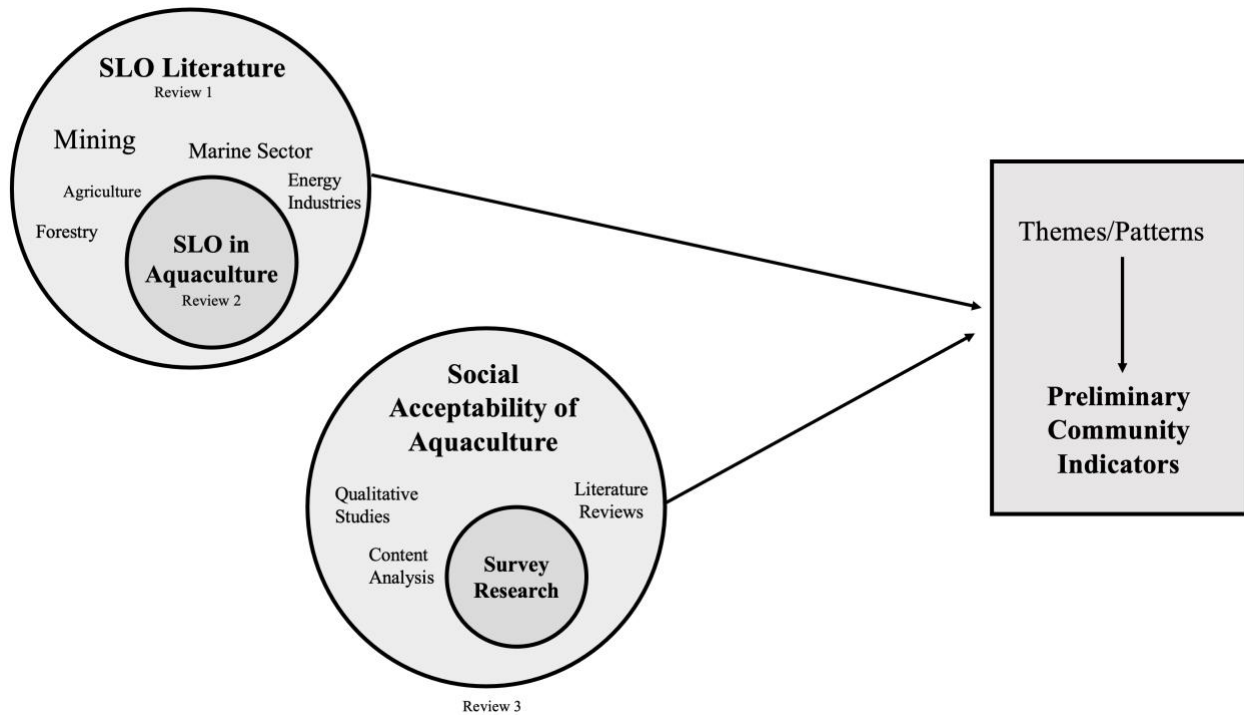 SLO Literature
Review 1
Mining
Marine Sector
Agriculture
Energy
Industries
Forestry
SLO in
Aquaculture
Review 2
Social
Acceptability of
Aquaculture
Qualitative
Studies
Literature
Reviews
Content
Analysis
Survey
Research
Review 3
Themes/Patterns
Preliminary
Community
Indicators